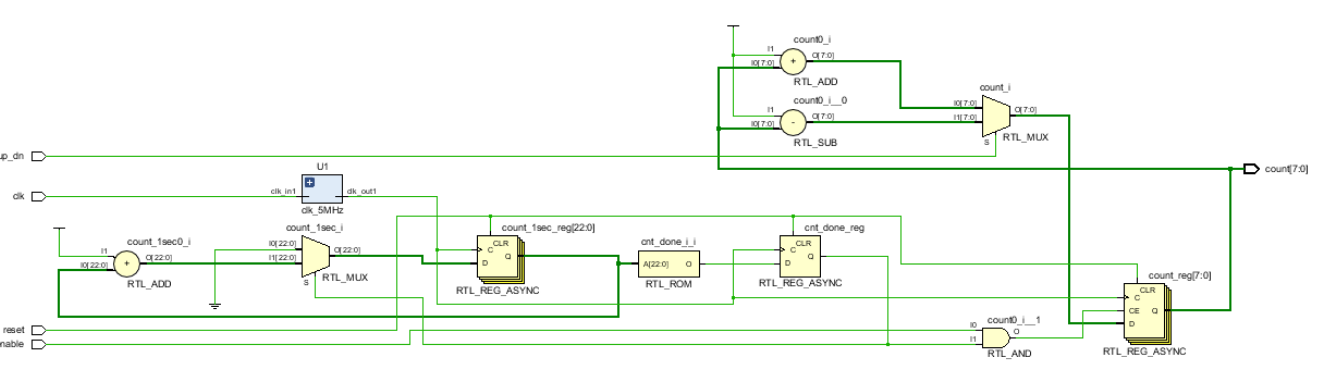 count0_i
I1
I0[7:0]
O[7:0]
+
RTL_ADD
count0_i__0
I1
I0[7:0]
O[7:0]
-
RTL_SUB
count_i
I0[7:0]
I1[7:0]
O[7:0]
S
RTL_MUX
up_dn
count[7:0]
U1
clk
clk_in1
clk_out1
clk_5MHz
count_1sec0_i
I1
I0[22:0]
O[22:0]
+
RTL_ADD
count_1sec_i
I0[22:0]
I1[22:0]
O[22:0]
S
RTL_MUX
count_1sec_reg[22:0]
CLR
C
D
Q
RTL_REG_ASYNC
cnt_done_i_i
A[22:0]
O
RTL_ROM
cnt_done_reg
CLR
C
D
Q
RTL_REG_ASYNC
count_reg[7:0]
CLR
C
CE
D
Q
RTL_REG_ASYNC
reset
nable
count0_i__1
I0
I1
O
RTL_AND